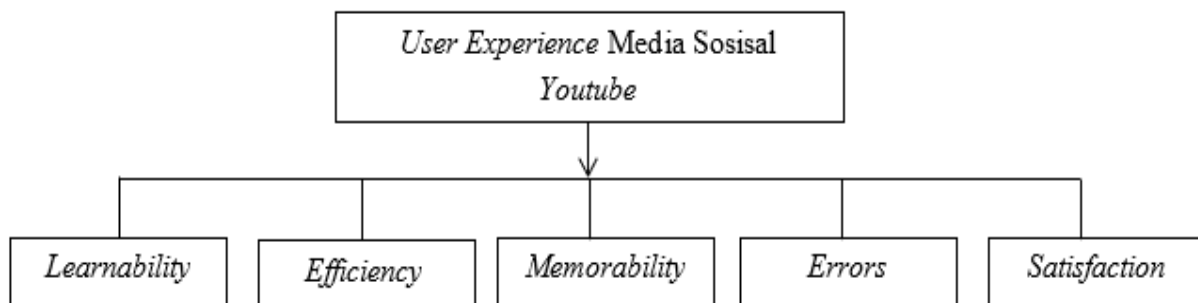 User Experience Media Sosisal
Youtube
Learnability
Efficiency
Memorability
Errors
Satisfaction